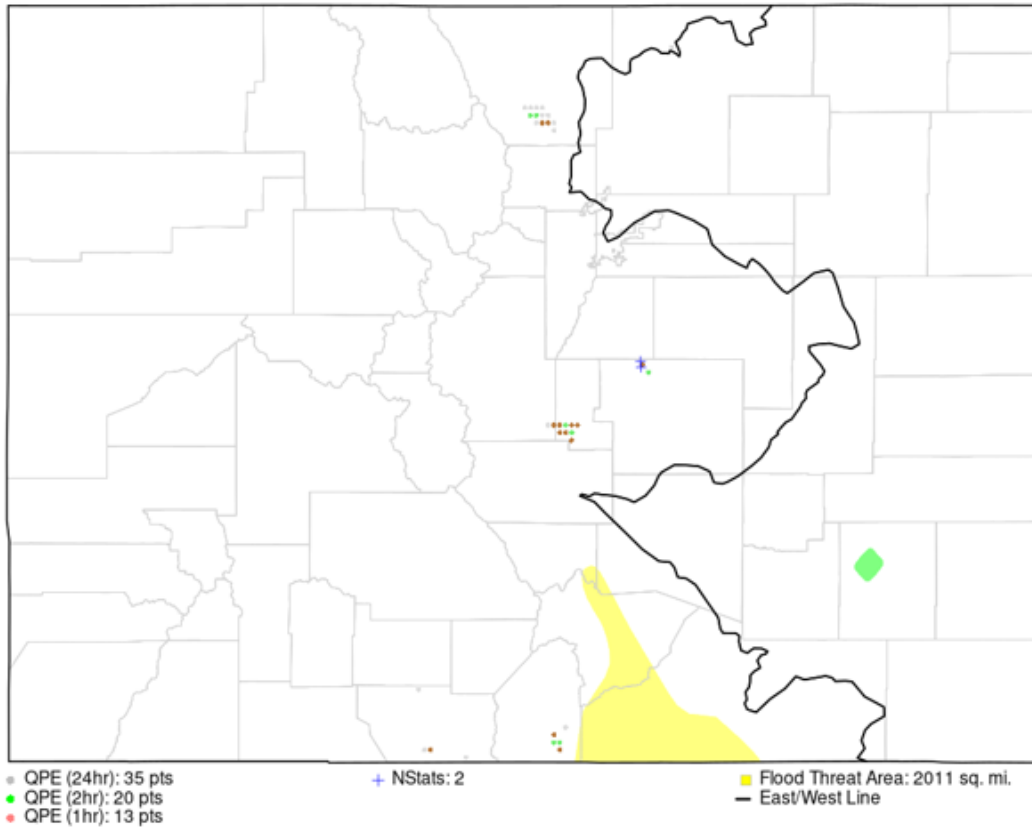 QPE (24hr): 35 pts
QPE (2hr): 20 pts
QPE (1hr): 13 pts
NStats: 2
Flood Threat Area: 2011 sq. mi.
East/West Line